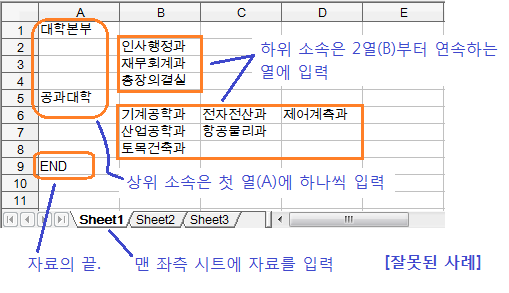 A B C D E
1 대학본부
2 인사행정과
3 재무회계과
4 총장의결실
하위 소속은 2열(B)부터 연속하는
열에 입력
5 공과대학
6 기계공학과 전자전산과 제어계측과
7 산업공학과 항공물리과
8 토목건축과
9 END
10
상위 소속은 첫 열(A)에 하나씩 입력
11
Sheet1 Sheet2 Sheet3
자료의 끝. 맨 좌측 시트에 자료를 입력 [잘못된 사례]